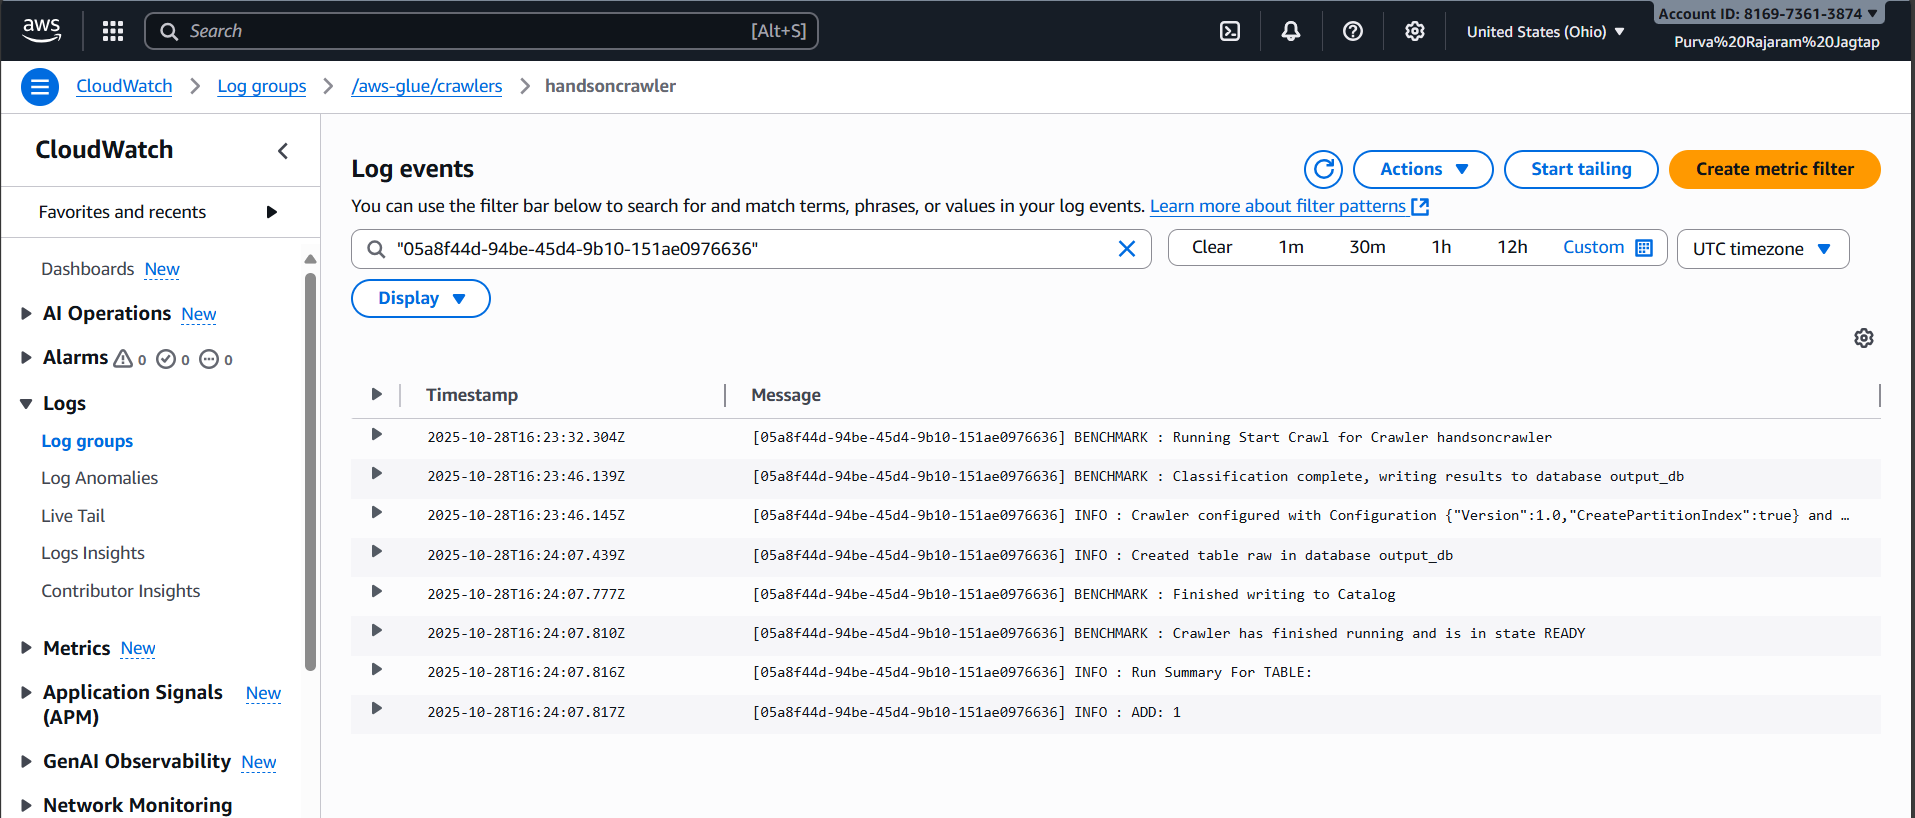 aws
Search [Alt+S]
United States (Ohio)
Account ID: 8169-7361-3874
Purva%20Rajaram%20Jagtap
CloudWatch
Log groups
/aws-glue/crawlers
handsoncrawler
CloudWatch
Favorites and recents
Dashboards New
AI Operations New
Alarms 0 0 0
Logs
Log groups
Log Anomalies
Live Tail
Logs Insights
Contributor Insights
Metrics New
Application Signals New
(APM)
GenAI Observability New
Network Monitoring
Log events
Actions
Start tailing
Create metric filter
You can use the filter bar below to search for and match terms, phrases, or values in your log events. Learn more about filter patterns
"05a8f44d-94be-45d4-9b10-151ae0976636"
Clear 1m 30m 1h 12h Custom
UTC timezone
Display
Timestamp Message
2025-10-28T16:23:32.304Z [05a8f44d-94be-45d4-9b10-151ae0976636] BENCHMARK : Running Start Crawl for Crawler handsoncrawler
2025-10-28T16:23:46.139Z [05a8f44d-94be-45d4-9b10-151ae0976636] BENCHMARK : Classification complete, writing results to database output_db
2025-10-28T16:23:46.145Z [05a8f44d-94be-45d4-9b10-151ae0976636] INFO : Crawler configured with Configuration {"Version":1.0,"CreatePartitionIndex":true} and …
2025-10-28T16:24:07.439Z [05a8f44d-94be-45d4-9b10-151ae0976636] INFO : Created table raw in database output_db
2025-10-28T16:24:07.777Z [05a8f44d-94be-45d4-9b10-151ae0976636] BENCHMARK : Finished writing to Catalog
2025-10-28T16:24:07.810Z [05a8f44d-94be-45d4-9b10-151ae0976636] BENCHMARK : Crawler has finished running and is in state READY
2025-10-28T16:24:07.816Z [05a8f44d-94be-45d4-9b10-151ae0976636] INFO : Run Summary For TABLE:
2025-10-28T16:24:07.817Z [05a8f44d-94be-45d4-9b10-151ae0976636] INFO : ADD: 1